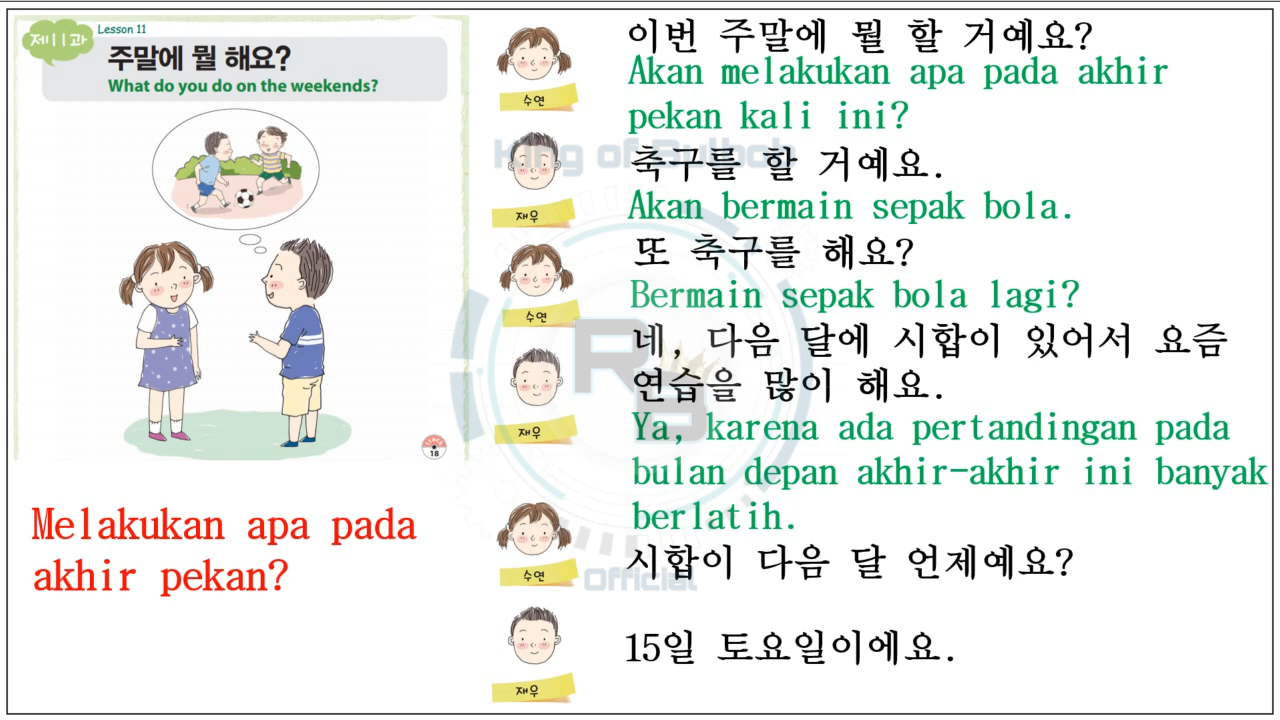 제11과
Lesson 11
주말에 뭘 해요?
What do you do on the weekends?
18
Melakukan apa pada
akhir pekan?
수연
이번 주말에 뭘 할 거예요?
Akan melakukan apa pada akhir
pekan kali ini?
King of Bulbob
재우
축구를 할 거예요.
Akan bermain sepak bola.
수연
또 축구를 해요?
Bermain sepak bola lagi?
재우
네, 다음 달에 시합이 있어서 요즘
연습을 많이 해요.
Ya, karena ada pertandingan pada
bulan depan akhir-akhir ini banyak
berlatih.
RB
수연
시합이 다음 달 언제예요?
Official
재우
15일 토요일이에요.